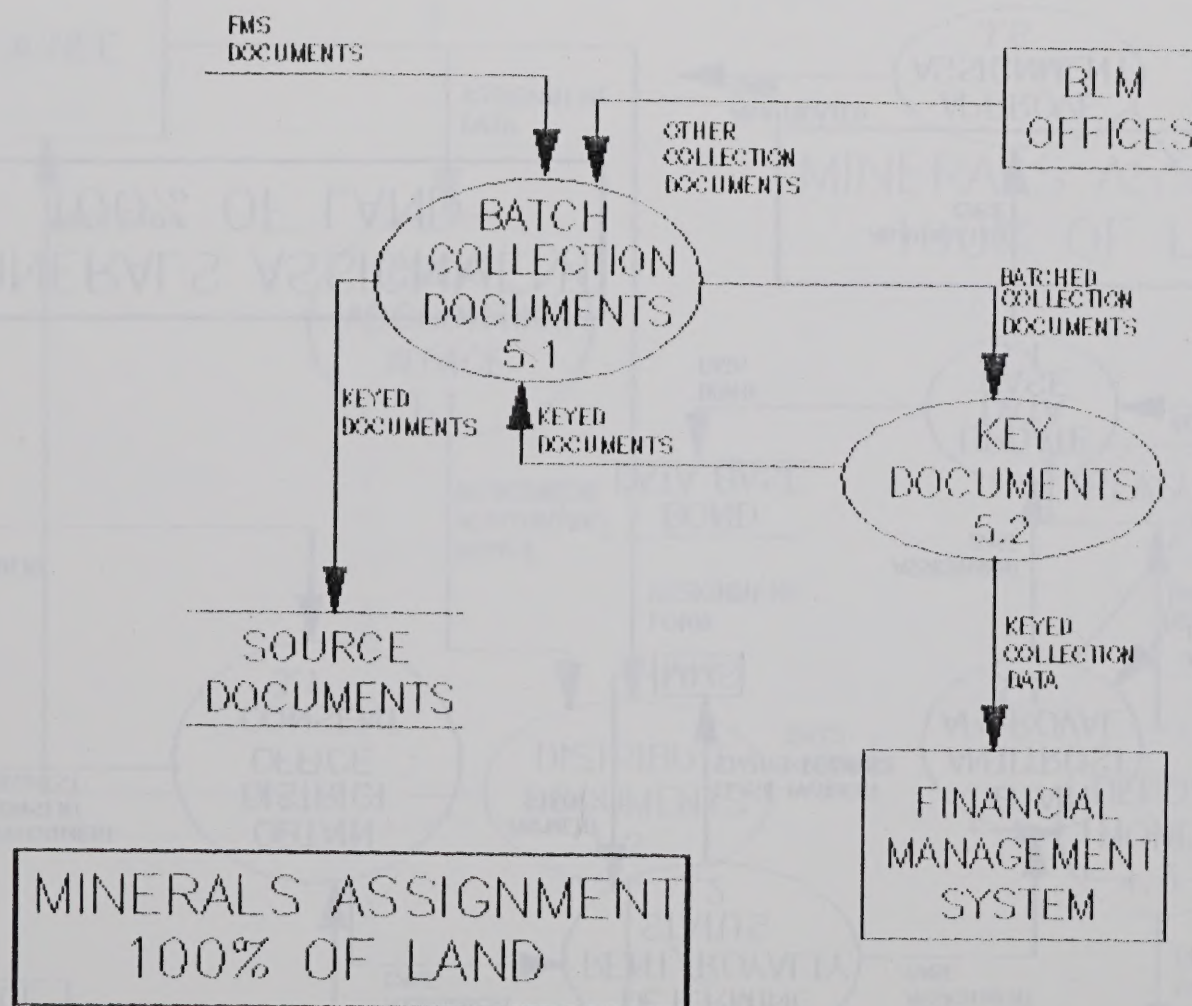 FMS
DOCUMENTS
BLM
OFFICES
OTHER
COLLECTION
DOCUMENTS
BATCH
COLLECTION
DOCUMENTS
5.1
BATCHED
COLLECTION
DOCUMENTS
KEYED
DOCUMENTS
KEYED
DOCUMENTS
KEY
DOCUMENTS
5.2
SOURCE
DOCUMENTS
KEYED
COLLECTION
DATA
FINANCIAL
MANAGEMENT
SYSTEM
MINERALS ASSIGNMENT
100% OF LAND